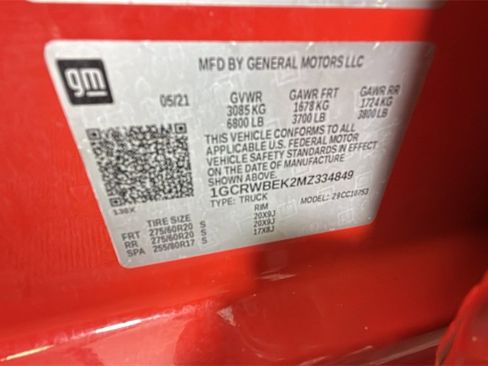 gm
MFD BY GENERAL MOTORS LLC
05/21 GVWR GAWR FRT GAWR RR
3085 KG 1678 KG 1724 KG
6800 LB 3700 LB 3800 LB
THIS VEHICLE CONFORMS TO ALL
APPLICABLE U.S. FEDERAL MOTOR
VEHICLE SAFETY STANDARDS IN EFFECT
ON THE DATE OF MANUFACTURE
SHOWN ABOVE.
1GCRWBEK2MZ334849
TYPE: TRUCK MODEL:
138X
TIRE SIZE RIM
FRT 275/60R20 S 20X9J
RR 275/60R20 S 20X9J
SPA 255/80R17 S 17X8J